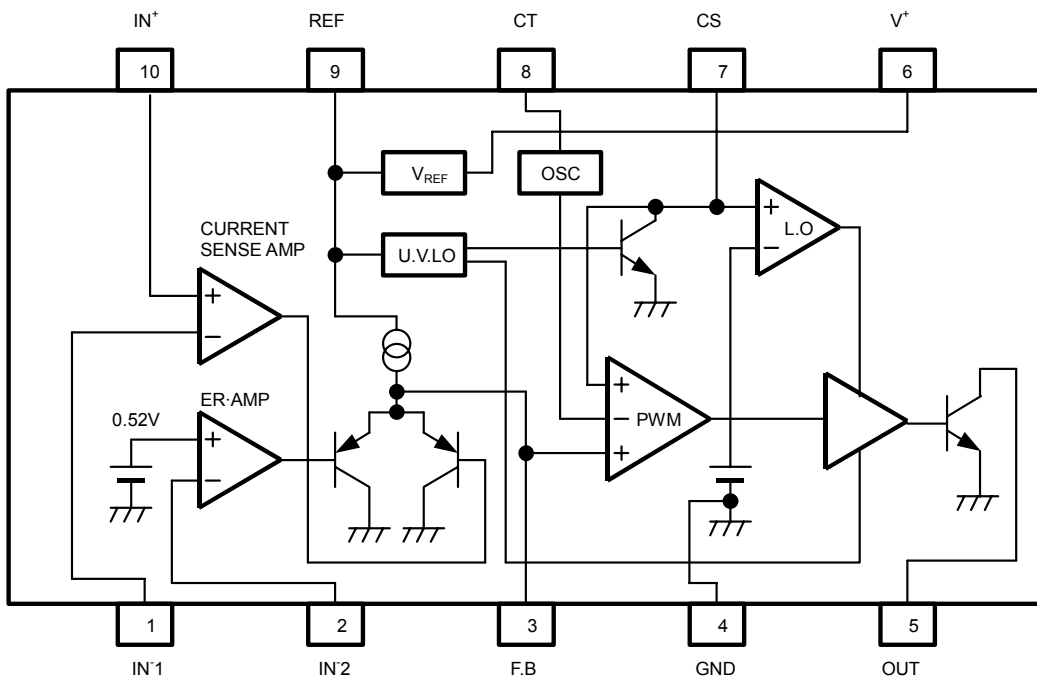 IN⁺ REF CT CS V⁺
10 9 8 7 6
V_REF OSC
+ L.O
CURRENT
SENSE AMP
U.V.LO −
+
−
ER·AMP
0.52V + PWM
+
−
+
−
1 2 3 4 5
IN⁻1 IN⁻2 F.B GND OUT